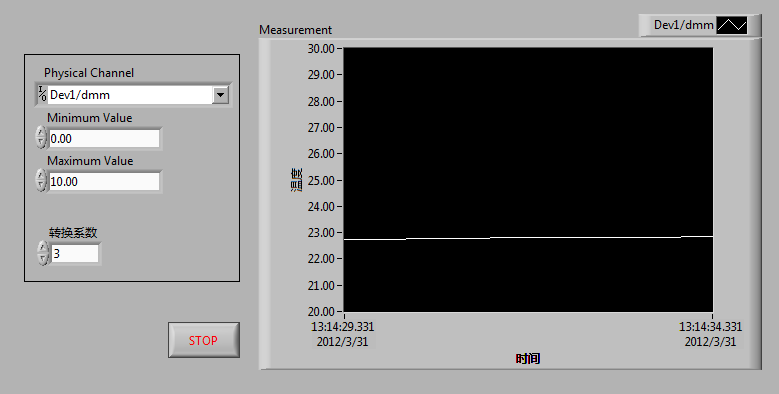 Physical Channel
I/O
Dev1/dmm
Minimum Value
0.00
Maximum Value
10.00
转换系数
3
STOP
Measurement
Dev1/dmm
30.00
29.00
28.00
27.00
26.00
25.00
24.00
23.00
22.00
21.00
20.00
温度
13:14:29.331
2012/3/31
13:14:34.331
2012/3/31
时间